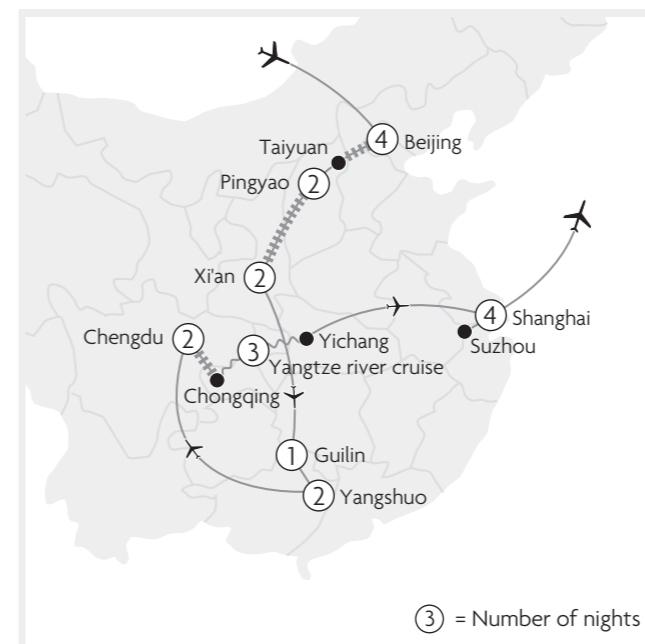 4 Beijing
Taiyuan
Pingyao 2
Xi'an 2
4 Shanghai
Chengdu 2
Yichang
Suzhou
3
Yangtze river cruise
Chongqing
1 Guilin
2 Yangshuo
3 = Number of nights